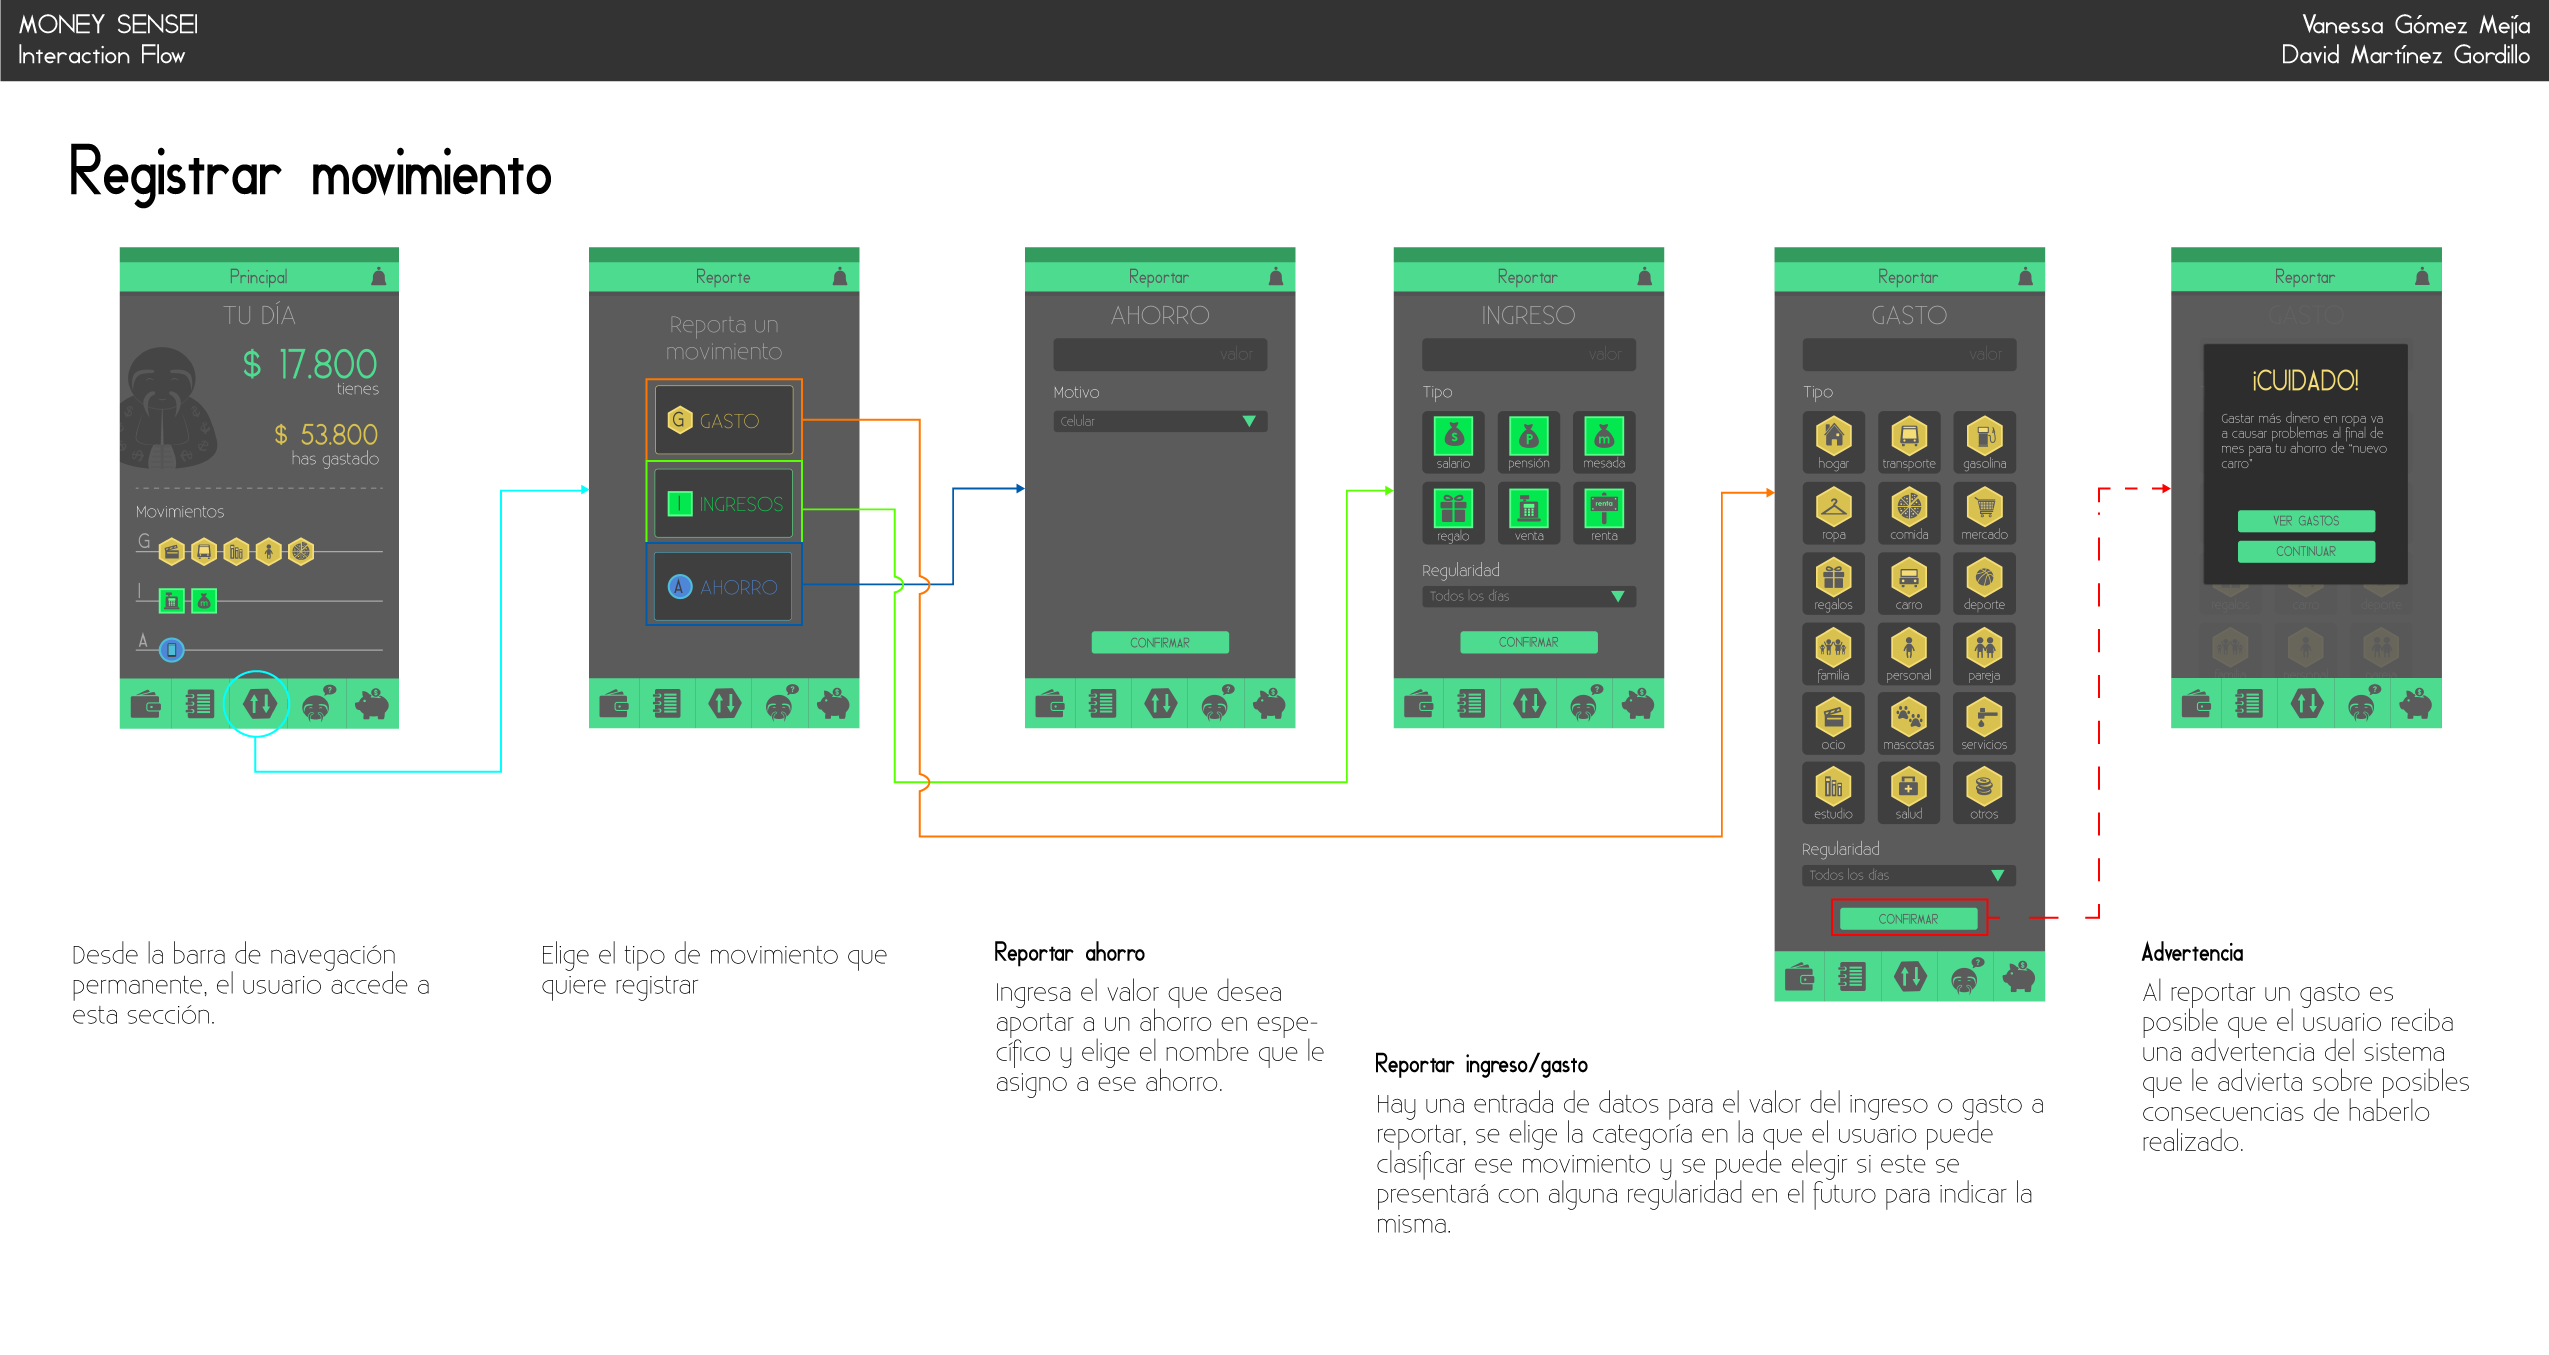 MONEY SENSEI
Interaction Flow
Vanessa Gómez Mejía
David Martínez Gordillo
Registrar movimiento
Principal
TU DÍA
$ 17.800
tienes
$ 53.800
has gastado
Movimientos
G
I
A
?
$
Reporte
Reporta un
movimiento
G GASTO
I INGRESOS
A AHORRO
?
$
Reportar
AHORRO
valor
Motivo
Celular
CONFIRMAR
?
$
Reportar
INGRESO
valor
Tipo
salario pensión mesada
renta
regalo venta renta
Regularidad
Todos los días
CONFIRMAR
?
$
Reportar
GASTO
valor
Tipo
hogar transporte gasolina
ropa comida mercado
regalos carro deporte
familia personal pareja
ocio mascotas servicios
estudio salud otros
Regularidad
Todos los días
CONFIRMAR
?
$
Reportar
GASTO
¡CUIDADO!
Gastar más dinero en ropa va
a causar problemas al final de
mes para tu ahorro de "nuevo
carro"
VER GASTOS
CONTINUAR
regalos carro deporte
?
$
Desde la barra de navegación
permanente, el usuario accede a
esta sección.
Elige el tipo de movimiento que
quiere registrar
Reportar ahorro
Ingresa el valor que desea
aportar a un ahorro en espe-
cífico y elige el nombre que le
asigno a ese ahorro.
Reportar ingreso/gasto
Hay una entrada de datos para el valor del ingreso o gasto a
reportar, se elige la categoría en la que el usuario puede
clasificar ese movimiento y se puede elegir si este se
presentará con alguna regularidad en el futuro para indicar la
misma.
Advertencia
Al reportar un gasto es
posible que el usuario reciba
una advertencia del sistema
que le advierta sobre posibles
consecuencias de haberlo
realizado.